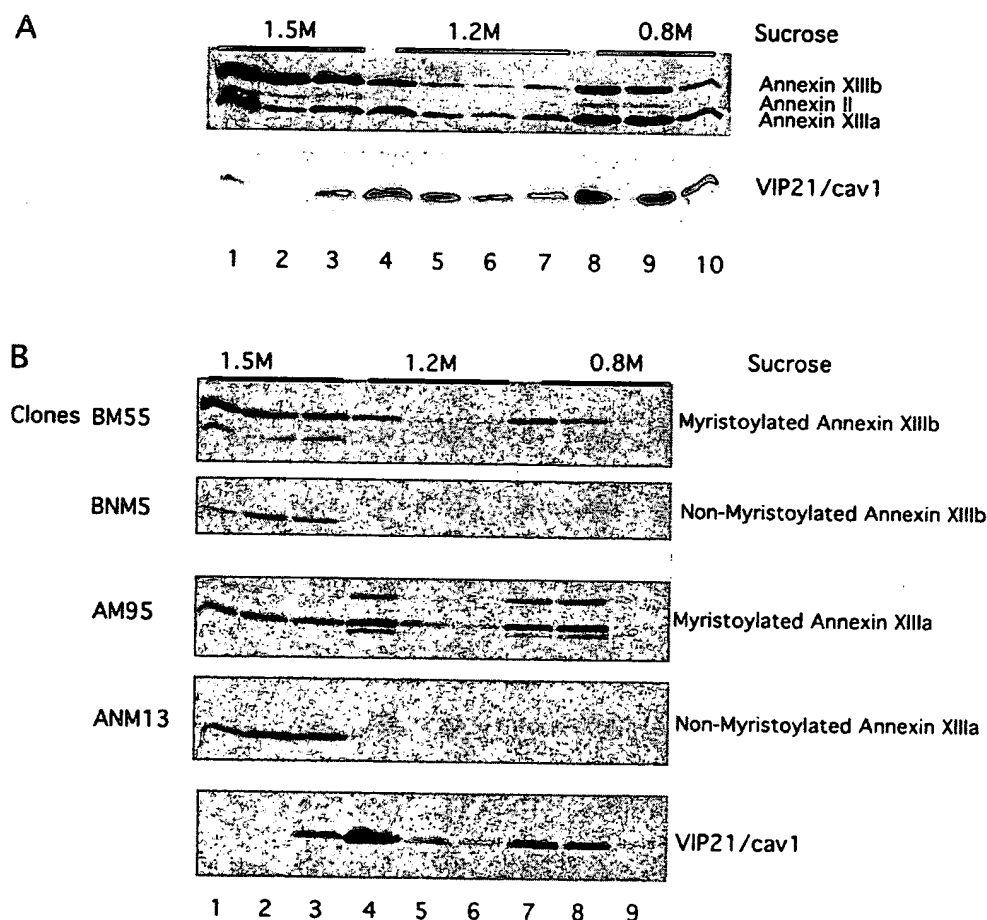 A
1.5M 1.2M 0.8M Sucrose
Annexin XIIIb
Annexin II
Annexin XIIIa
VIP21/cav1
1 2 3 4 5 6 7 8 9 10
B
1.5M 1.2M 0.8M Sucrose
Clones BM55 Myristoylated Annexin XIIIb
BNM5 Non-Myristoylated Annexin XIIIb
AM95 Myristoylated Annexin XIIIa
ANM13 Non-Myristoylated Annexin XIIIa
VIP21/cav1
1 2 3 4 5 6 7 8 9